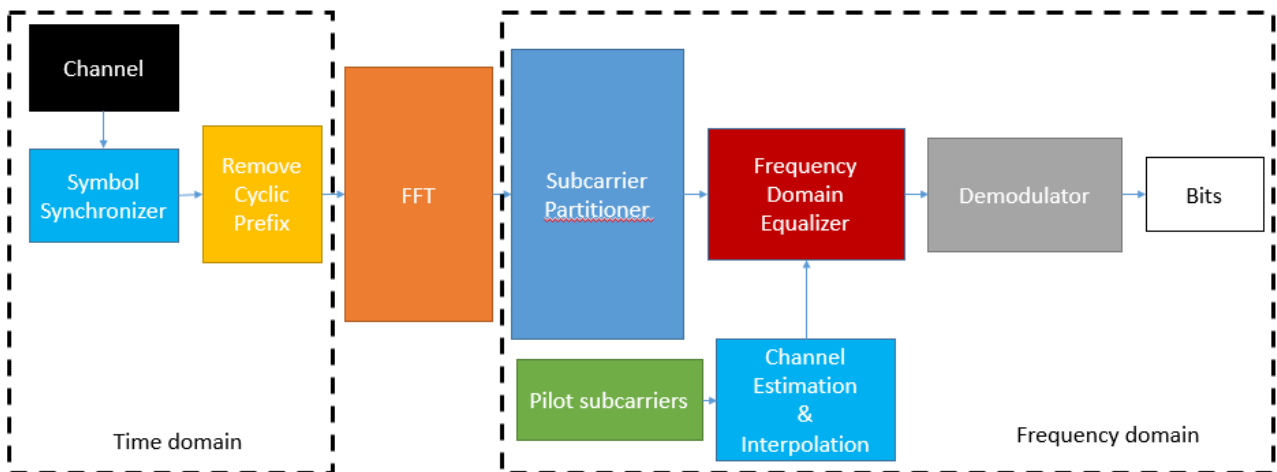 Channel
Symbol
Synchronizer
Remove
Cyclic
Prefix
FFT
Subcarrier
Partitioner
Frequency
Domain
Equalizer
Demodulator
Bits
Pilot subcarriers
Channel
Estimation
&
Interpolation
Time domain
Frequency domain